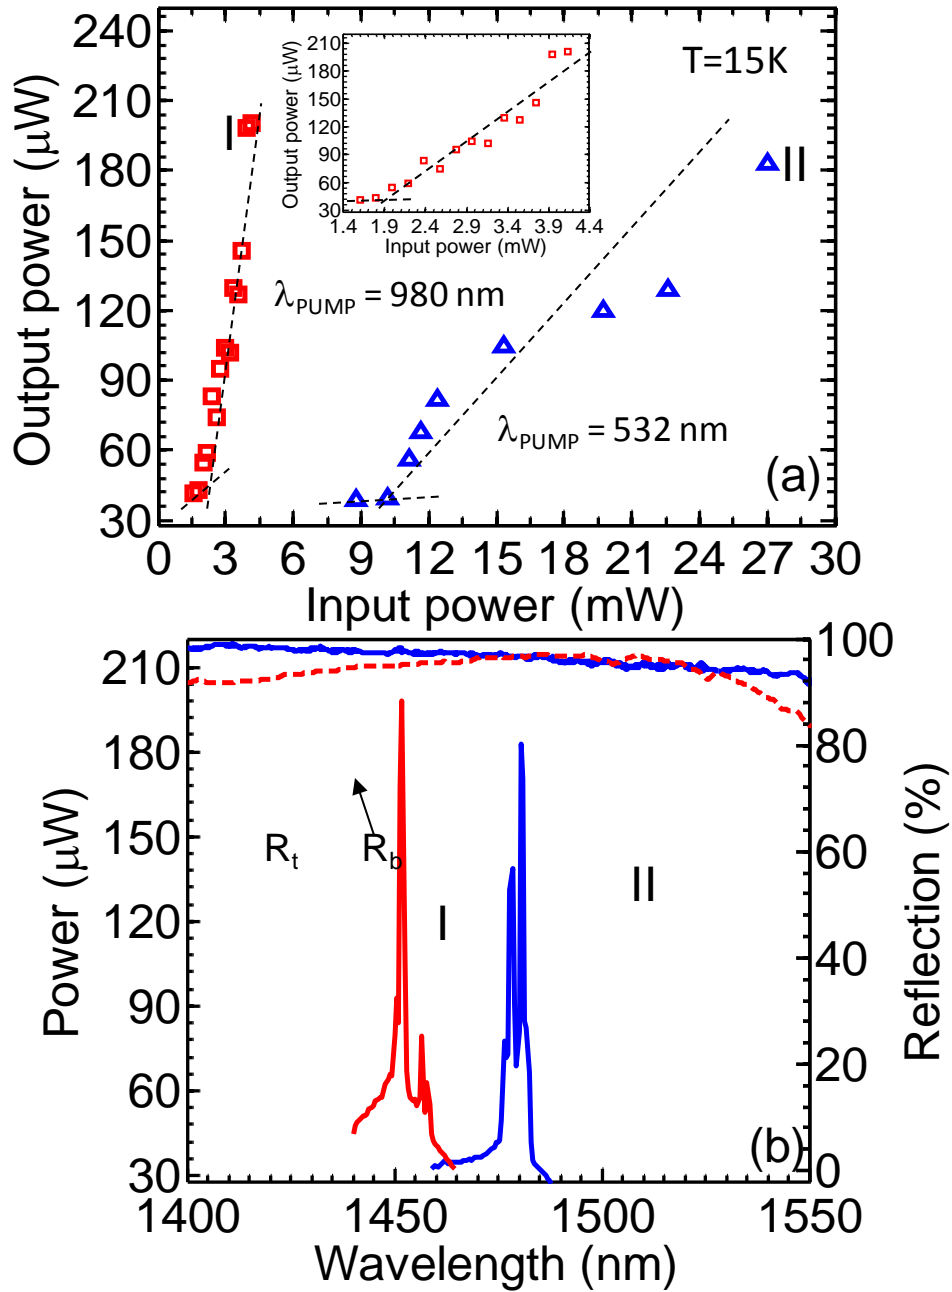 (a)
T=15K
I
II
λPUMP = 980 nm
λPUMP = 532 nm
Output power (μW)
240
210
180
150
120
90
60
30
0 3 6 9 12 15 18 21 24 27 30
Input power (mW)
Output power (μW)
210
180
150
120
90
60
30
1.4 1.9 2.4 2.9 3.4 3.9 4.4
Input power (mW)
Power (μW)
210
180
150
120
90
60
30
Rt
Rb
I
II
(b)
100
80
60
40
20
0
Reflection (%)
1400 1450 1500 1550
Wavelength (nm)